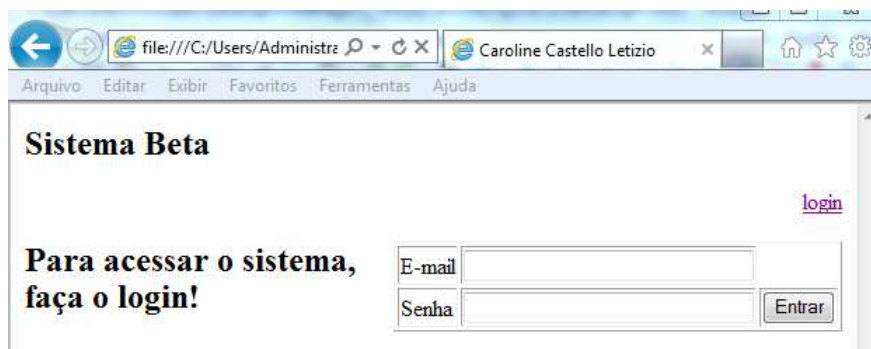 file:///C:/Users/Administra
Caroline Castello Letizio
Arquivo Editar Exibir Favoritos Ferramentas Ajuda
Sistema Beta
login
Para acessar o sistema,
faça o login!
E-mail
Senha
Entrar